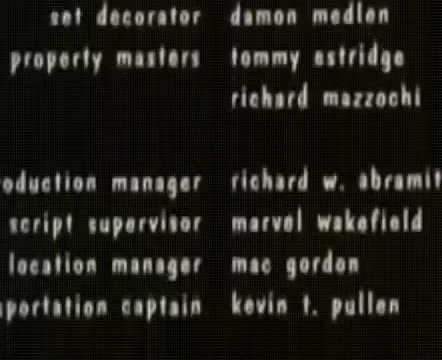 set decorator damon medlen
property masters tommy estridge
richard mazzochi
oduction manager richard w. abramit
script supervisor marvel wakefield
location manager mac gordon
portation captain kevin t. pullen